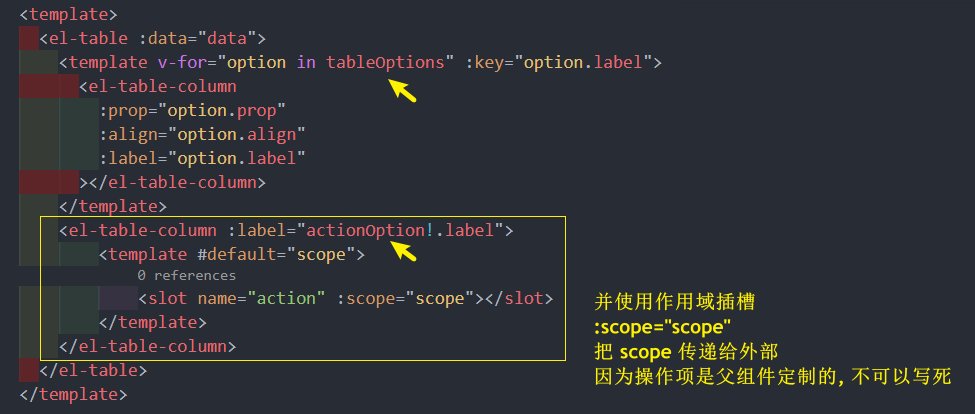 <template>
<el-table :data="data">
<template v-for="option in tableOptions" :key="option.label">
<el-table-column
:prop="option.prop"
:align="option.align"
:label="option.label"
></el-table-column>
</template>
<el-table-column :label="actionOption!.label">
<template #default="scope">
0 references
<slot name="action" :scope="scope"></slot>
</template>
</el-table-column>
</el-table>
</template>
并使用作用域插槽
:scope="scope"
把 scope 传递给外部
因为操作项是父组件定制的, 不可以写死